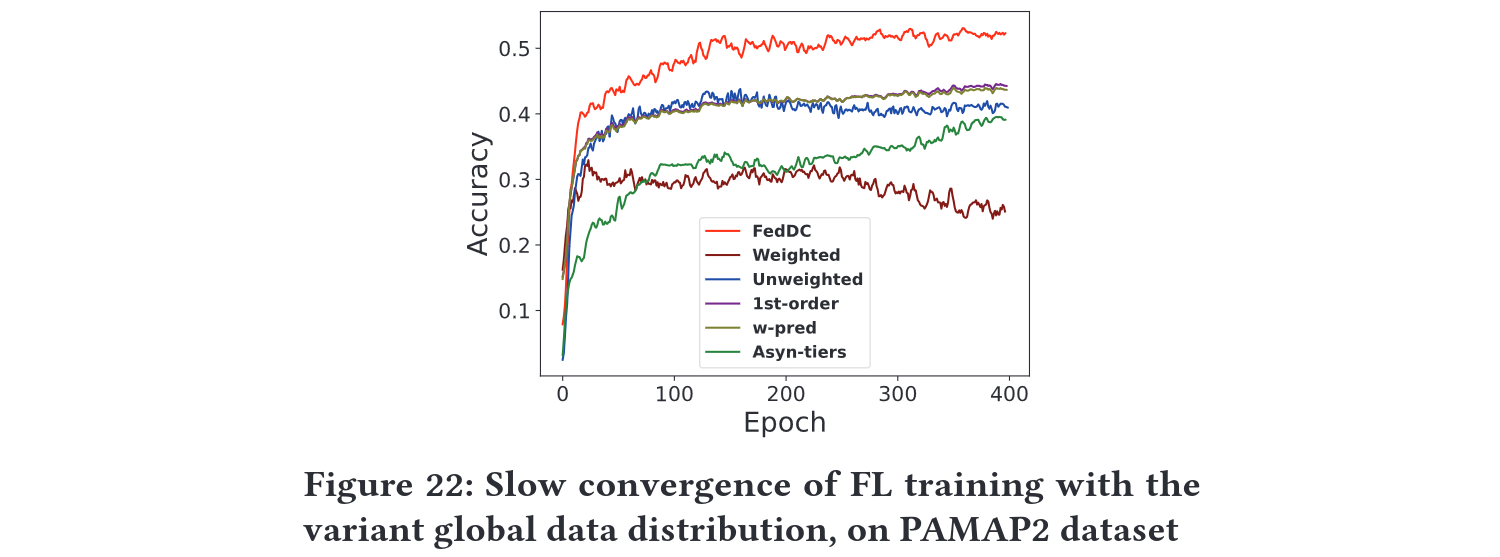 0.5
0.4
0.3
0.2
0.1
Accuracy
FedDC
Weighted
Unweighted
1st-order
w-pred
Asyn-tiers
0 100 200 300 400
Epoch
Figure 22: Slow convergence of FL training with the
variant global data distribution, on PAMAP2 dataset